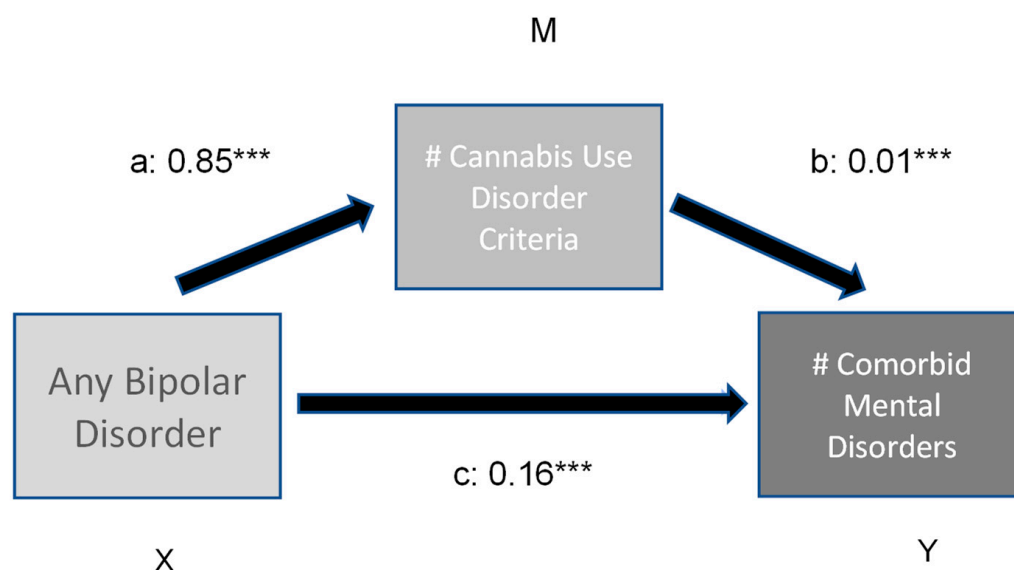 M
a: 0.85***
# Cannabis Use
Disorder
Criteria
b: 0.01***
Any Bipolar
Disorder
c: 0.16***
# Comorbid
Mental
Disorders
X
Y